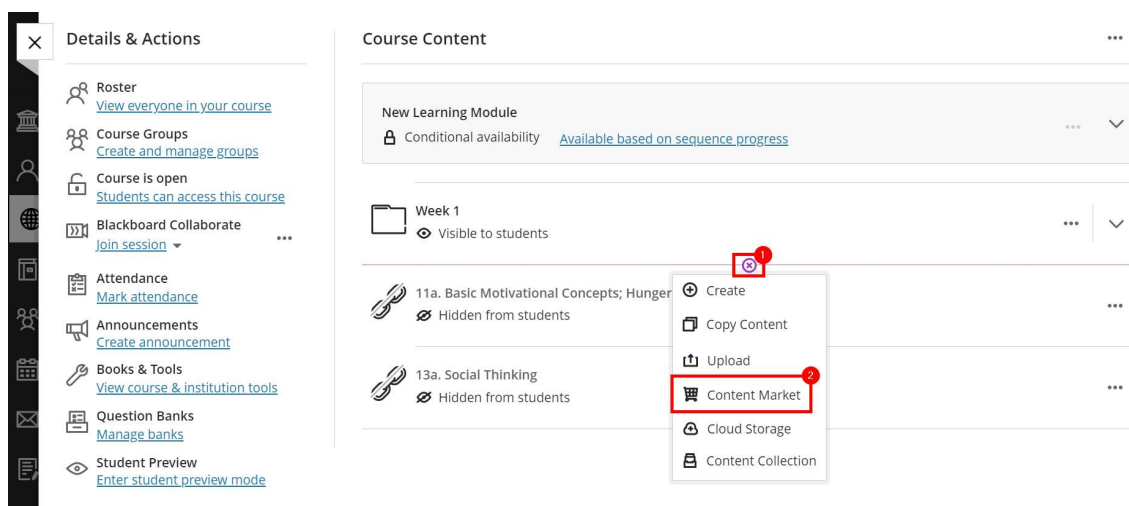 Details & Actions
Roster
View everyone in your course
Course Groups
Create and manage groups
Course is open
Students can access this course
Blackboard Collaborate
Join session
Attendance
Mark attendance
Announcements
Create announcement
Books & Tools
View course & institution tools
Question Banks
Manage banks
Student Preview
Enter student preview mode
Course Content
New Learning Module
Conditional availability Available based on sequence progress
Week 1
Visible to students
1
11a. Basic Motivational Concepts; Hunger
Hidden from students
13a. Social Thinking
Hidden from students
Create
Copy Content
Upload
2
Content Market
Cloud Storage
Content Collection